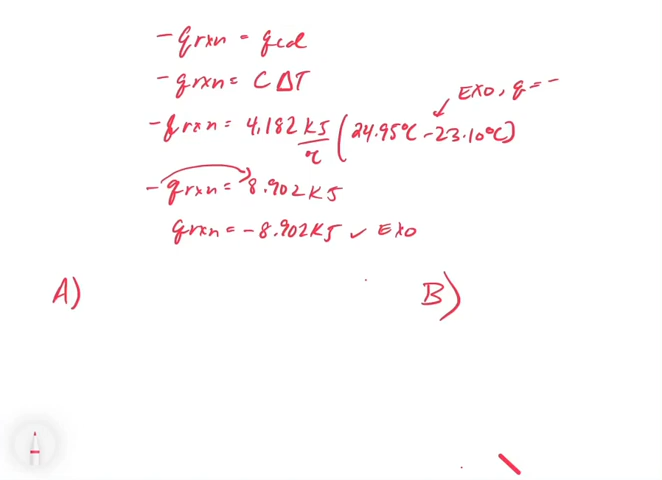 -qrxn = qcal
-qrxn = CΔT
EXO, q = -
-qrxn = 4.182 KJ/°C (24.95°C - 23.10°C)
-qrxn = 8.902 KJ
qrxn = -8.902 KJ ✓ EXO
A) B)